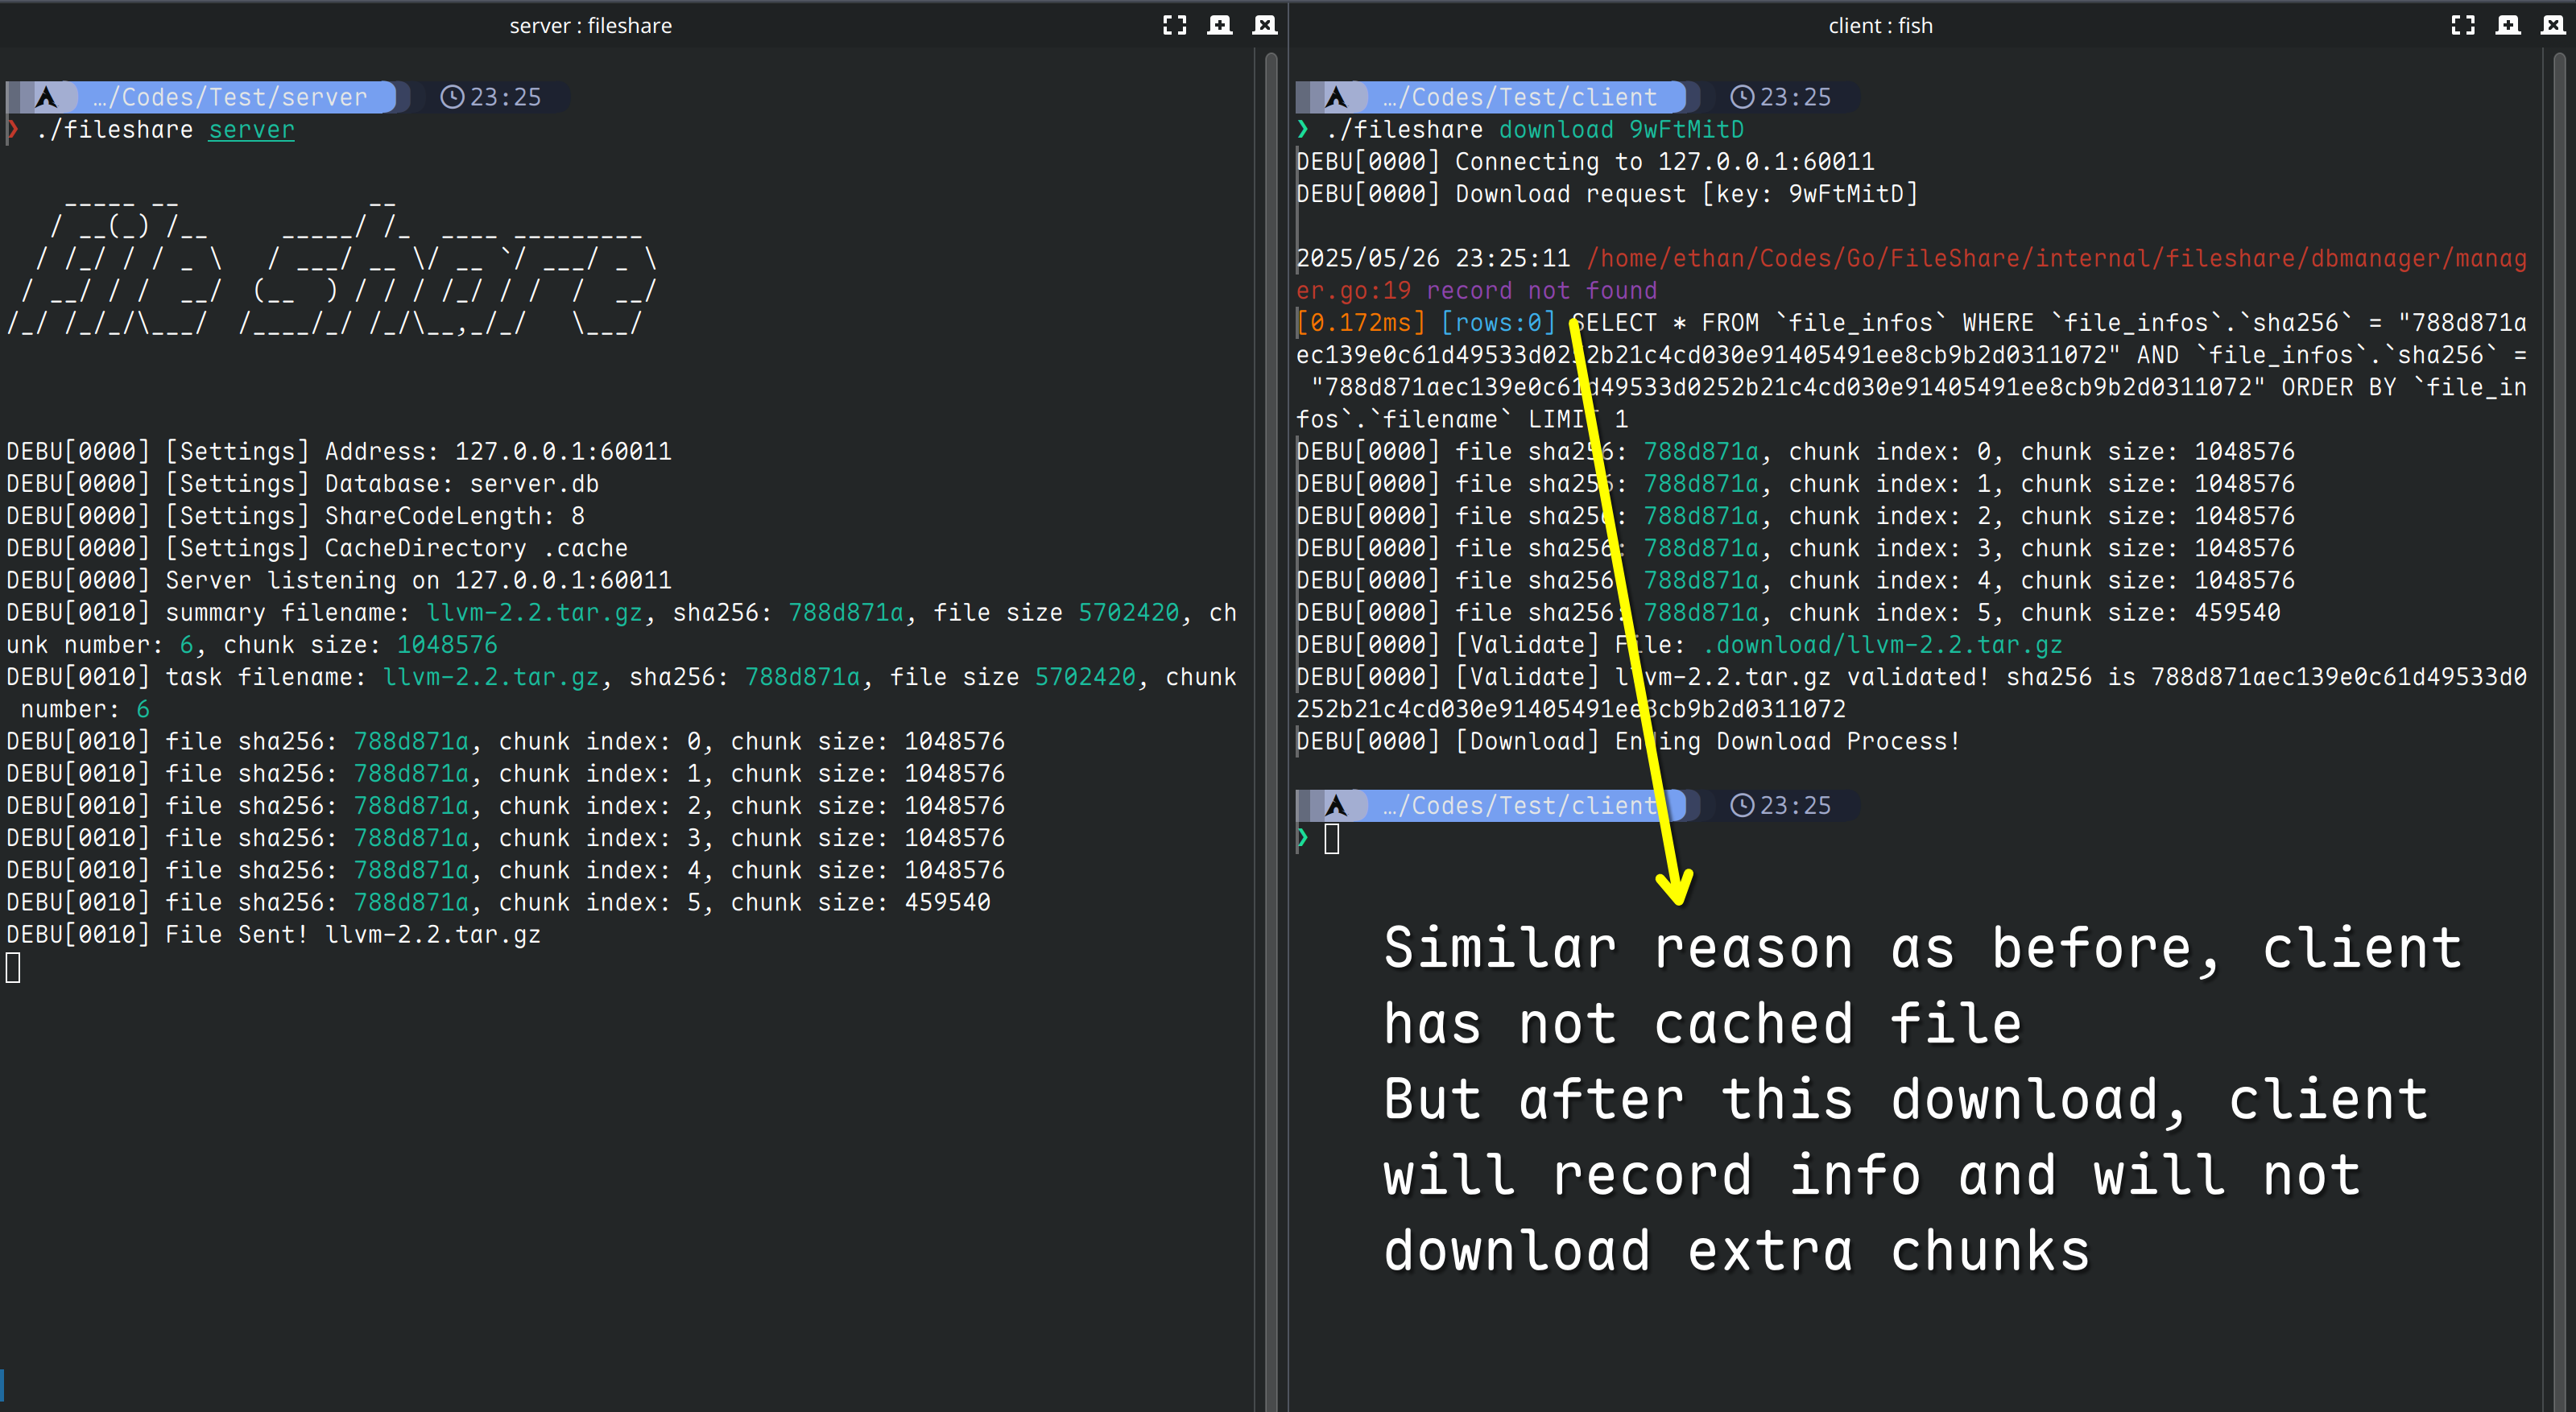 server : fileshare
…/Codes/Test/server 23:25
❯ ./fileshare server
File share
DEBU[0000] [Settings] Address: 127.0.0.1:60011
DEBU[0000] [Settings] Database: server.db
DEBU[0000] [Settings] ShareCodeLength: 8
DEBU[0000] [Settings] CacheDirectory .cache
DEBU[0000] Server listening on 127.0.0.1:60011
DEBU[0010] summary filename: llvm-2.2.tar.gz, sha256: 788d871a, file size 5702420, ch
unk number: 6, chunk size: 1048576
DEBU[0010] task filename: llvm-2.2.tar.gz, sha256: 788d871a, file size 5702420, chunk
 number: 6
DEBU[0010] file sha256: 788d871a, chunk index: 0, chunk size: 1048576
DEBU[0010] file sha256: 788d871a, chunk index: 1, chunk size: 1048576
DEBU[0010] file sha256: 788d871a, chunk index: 2, chunk size: 1048576
DEBU[0010] file sha256: 788d871a, chunk index: 3, chunk size: 1048576
DEBU[0010] file sha256: 788d871a, chunk index: 4, chunk size: 1048576
DEBU[0010] file sha256: 788d871a, chunk index: 5, chunk size: 459540
DEBU[0010] File Sent! llvm-2.2.tar.gz
client : fish
…/Codes/Test/client 23:25
❯ ./fileshare download 9wFtMitD
DEBU[0000] Connecting to 127.0.0.1:60011
DEBU[0000] Download request [key: 9wFtMitD]
2025/05/26 23:25:11 /home/ethan/Codes/Go/FileShare/internal/fileshare/dbmanager/manag
er.go:19 record not found
[0.172ms] [rows:0] SELECT * FROM `file_infos` WHERE `file_infos`.`sha256` = "788d871a
ec139e0c61d49533d0252b21c4cd030e91405491ee8cb9b2d0311072" AND `file_infos`.`sha256` =
 "788d871aec139e0c61d49533d0252b21c4cd030e91405491ee8cb9b2d0311072" ORDER BY `file_in
fos`.`filename` LIMIT 1
DEBU[0000] file sha256: 788d871a, chunk index: 0, chunk size: 1048576
DEBU[0000] file sha256: 788d871a, chunk index: 1, chunk size: 1048576
DEBU[0000] file sha256: 788d871a, chunk index: 2, chunk size: 1048576
DEBU[0000] file sha256: 788d871a, chunk index: 3, chunk size: 1048576
DEBU[0000] file sha256: 788d871a, chunk index: 4, chunk size: 1048576
DEBU[0000] file sha256: 788d871a, chunk index: 5, chunk size: 459540
DEBU[0000] [Validate] File: .download/llvm-2.2.tar.gz
DEBU[0000] [Validate] llvm-2.2.tar.gz validated! sha256 is 788d871aec139e0c61d49533d0
252b21c4cd030e91405491ee8cb9b2d0311072
DEBU[0000] [Download] Ending Download Process!
…/Codes/Test/client 23:25
❯
Similar reason as before, client
has not cached file
But after this download, client
will record info and will not
download extra chunks